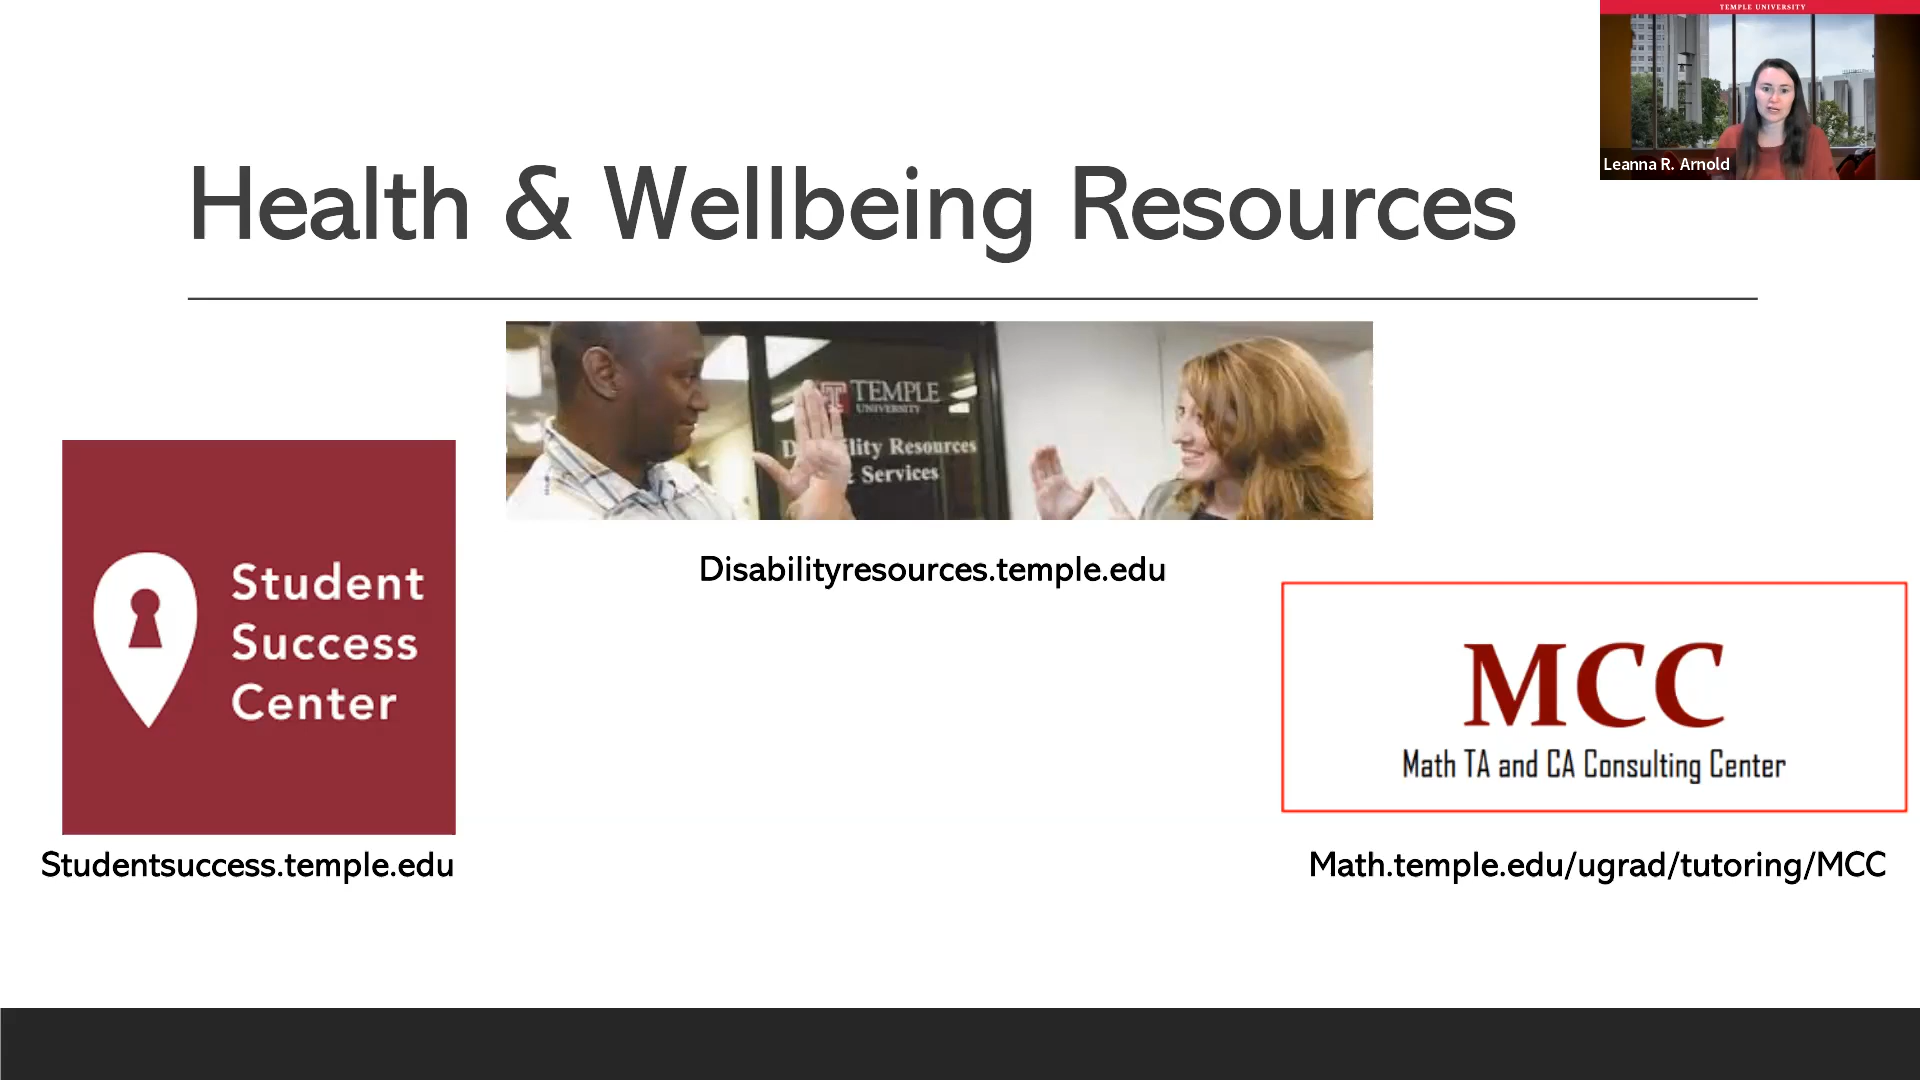 TEMPLE UNIVERSITY
Leanna R. Arnold
Health & Wellbeing Resources
TEMPLE
UNIVERSITY
lity Resources
Services
Disabilityresources.temple.edu
Student
Success
Center
Studentsuccess.temple.edu
MCC
Math TA and CA Consulting Center
Math.temple.edu/ugrad/tutoring/MCC